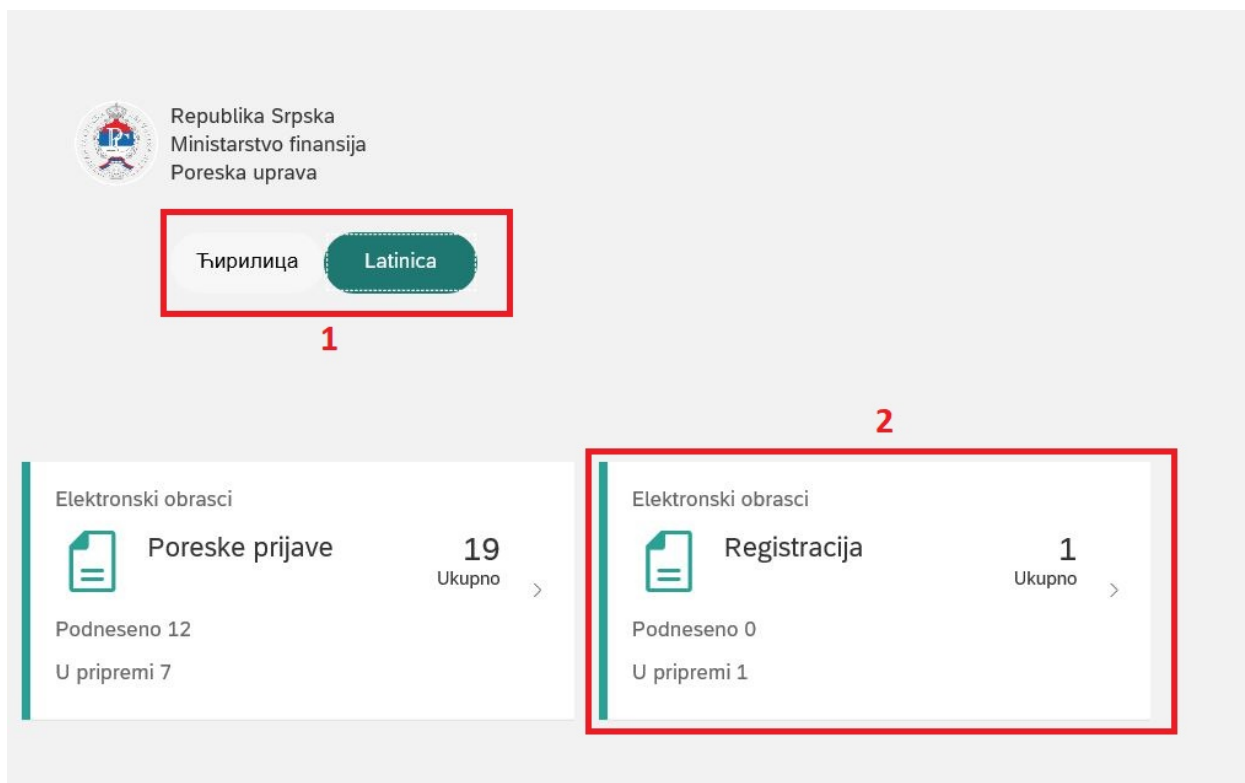 Republika Srpska
Ministarstvo finansija
Poreska uprava
Ћирилица Latinica
1
2
Elektronski obrasci
Poreske prijave 19
Ukupno
Podneseno 12
U pripremi 7
Elektronski obrasci
Registracija 1
Ukupno
Podneseno 0
U pripremi 1